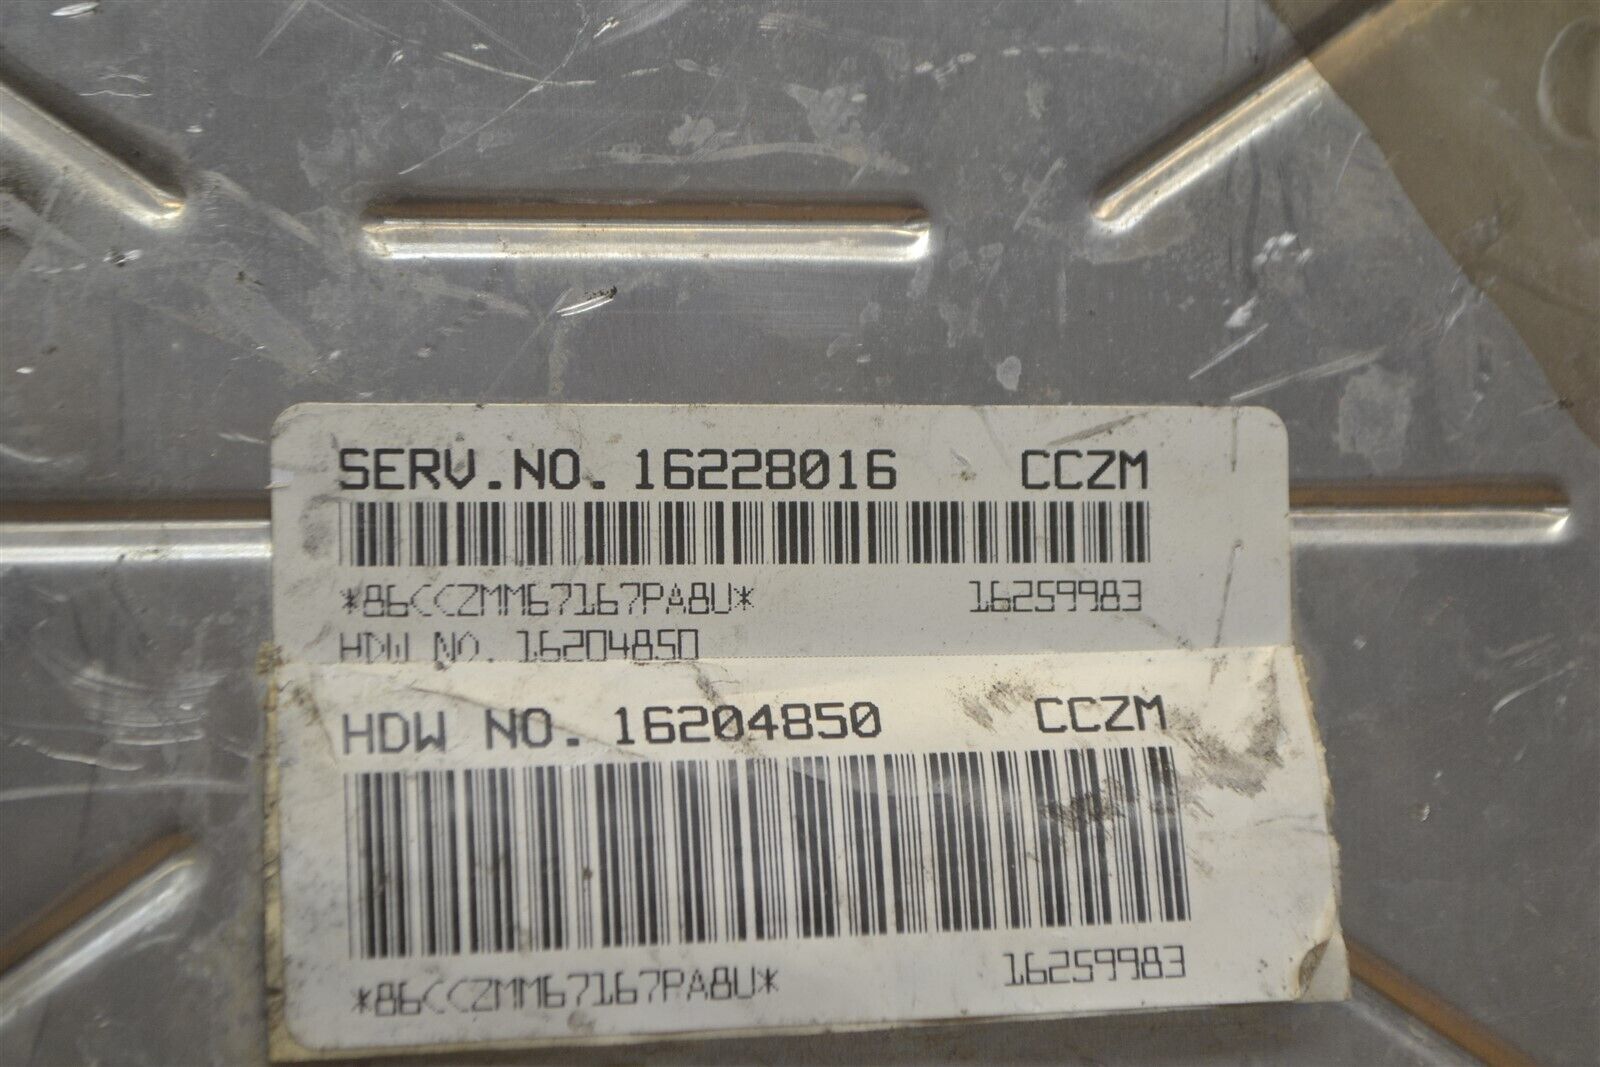 SERV.NO. 16228016 CCZM
*86CCZMM67167PA8U* 16259983
HDW NO. 16204850
HDW NO. 16204850 CCZM
*86CCZMM67167PA8U* 16259983